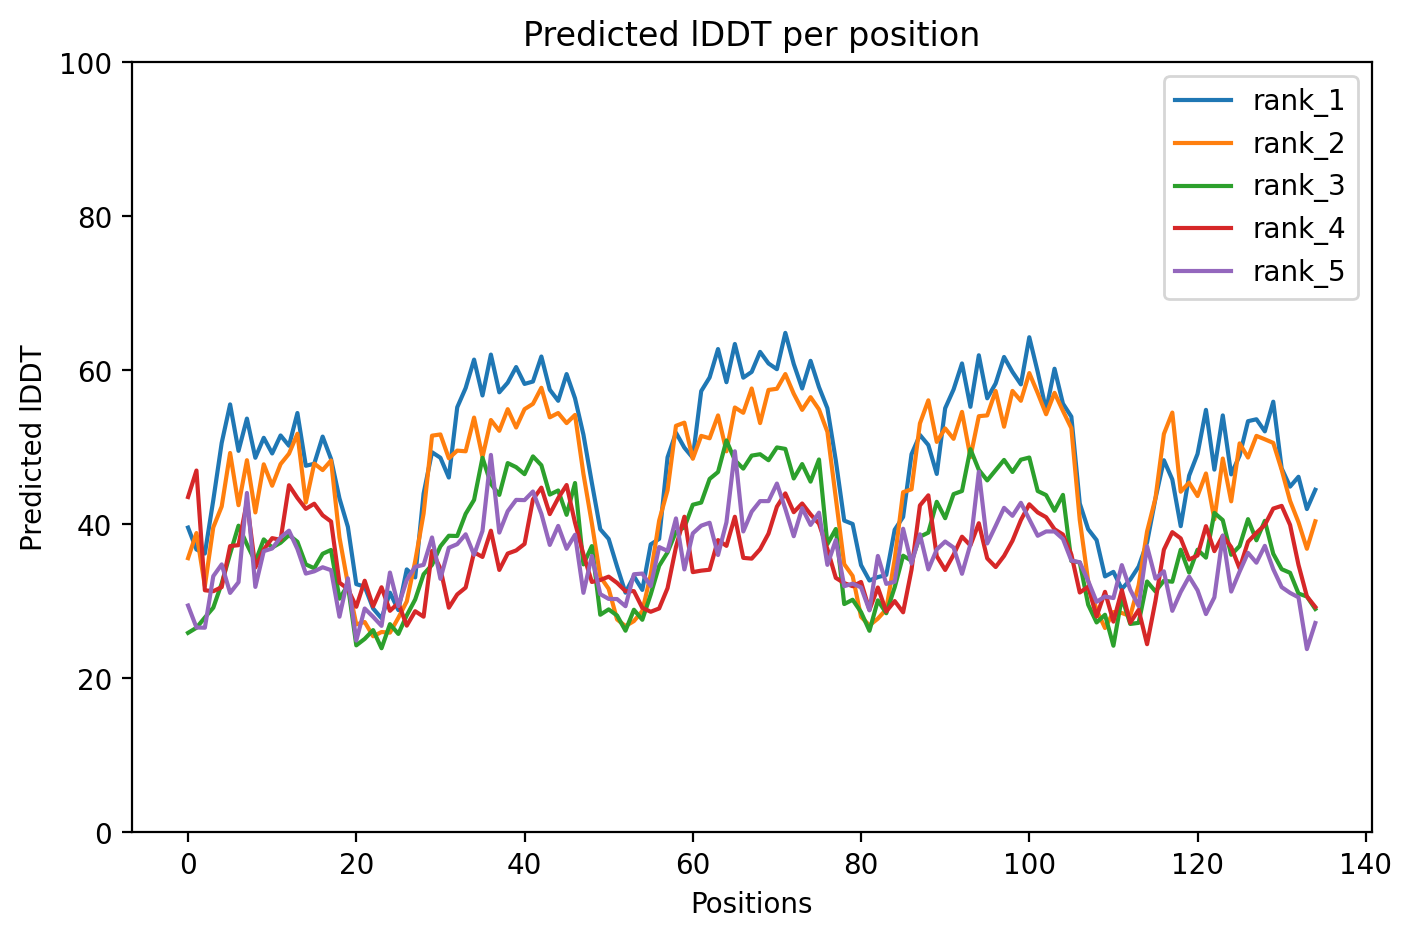 Predicted lDDT per position
100
80
60
40
20
0
Predicted lDDT
rank_1
rank_2
rank_3
rank_4
rank_5
0 20 40 60 80 100 120 140
Positions